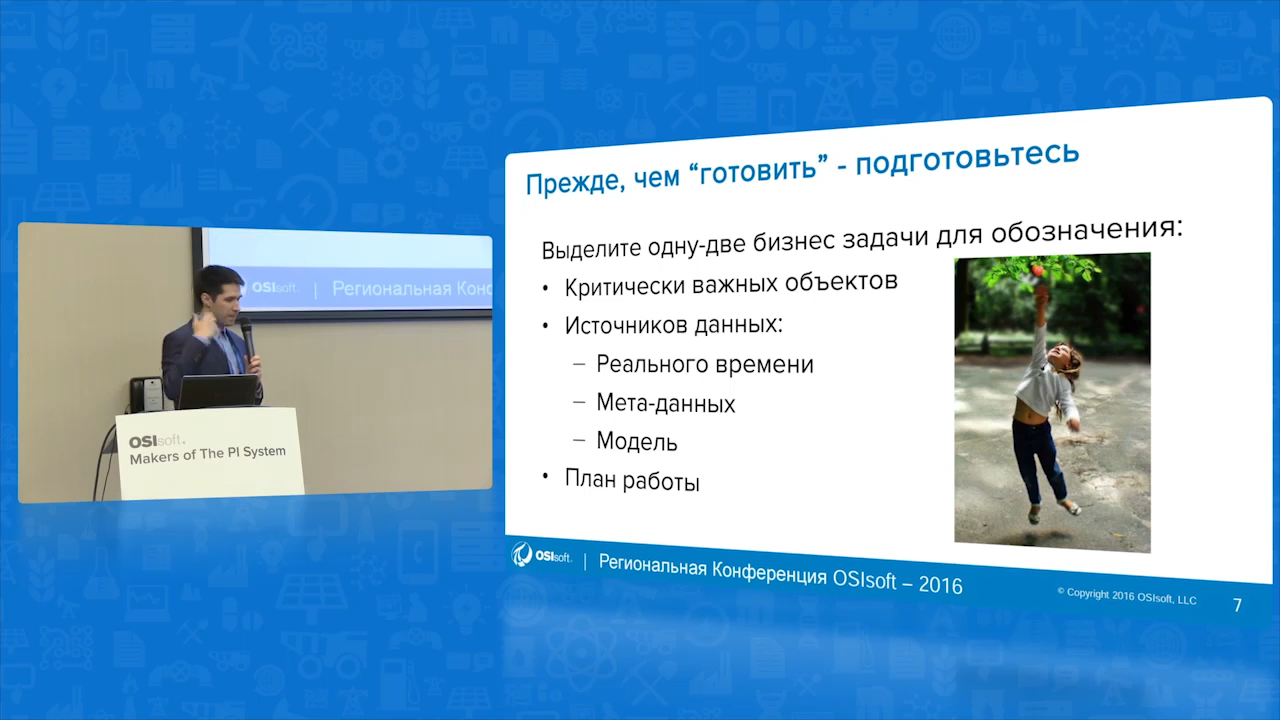 Прежде, чем “готовить” - подготовьтесь
Выделите одну-две бизнес задачи для обозначения:
• Критически важных объектов
• Источников данных:
– Реального времени
– Мета-данных
– Модель
• План работы
OSIsoft. | Региональная Конференция OSIsoft – 2016
© Copyright 2016 OSIsoft, LLC
7
OSIsoft. | Региональная Конс
OSIsoft.
Makers of The PI System